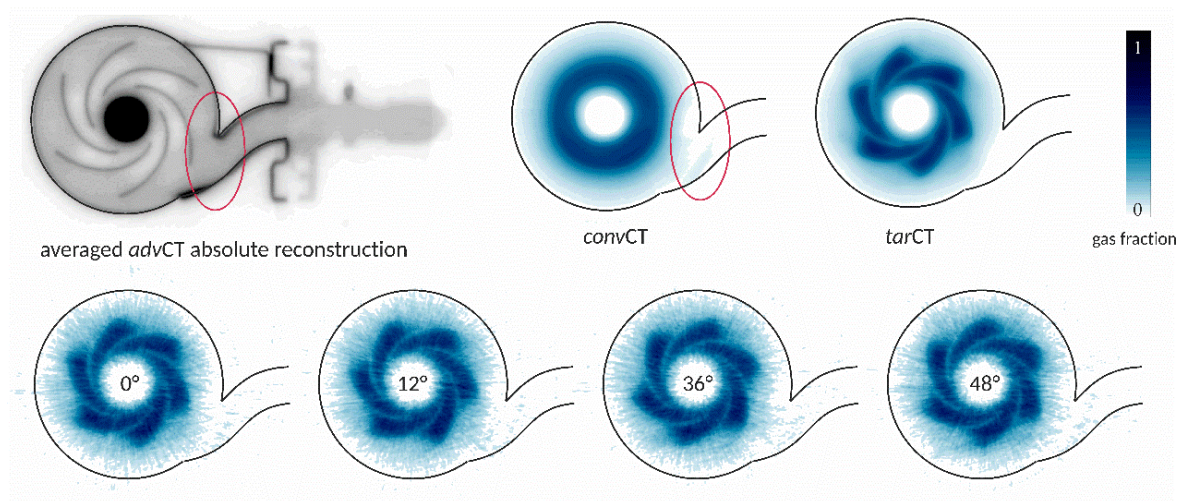 1
0
gas fraction
averaged advCT absolute reconstruction
convCT
tarCT
0°
12°
36°
48°